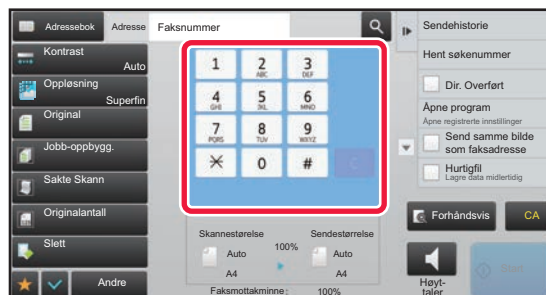 Adressebok
Adresse
Faksnummer
Kontrast
Auto
Oppløsning
Superfin
Original
Jobb-oppbygg.
Sakte Skann
Originalantall
Slett
Andre
1
2 ABC
3 DEF
4 GHI
5 JKL
6 MNO
7 PQRS
8 TUV
9 WXYZ
0
#
C
Skannestørelse
100%
Sendestørrelse
Auto
A4
Auto
A4
Faksmottakminne: 100%
Sendehistorie
Hent søkenummer
Dir. Overført
Åpne program
Åpne registrerte innstillinger
Send samme bilde
som faksadresse
Hurtigfil
Lagre data midlertidig
Forhåndsvis
CA
Høyt-
taler
Start